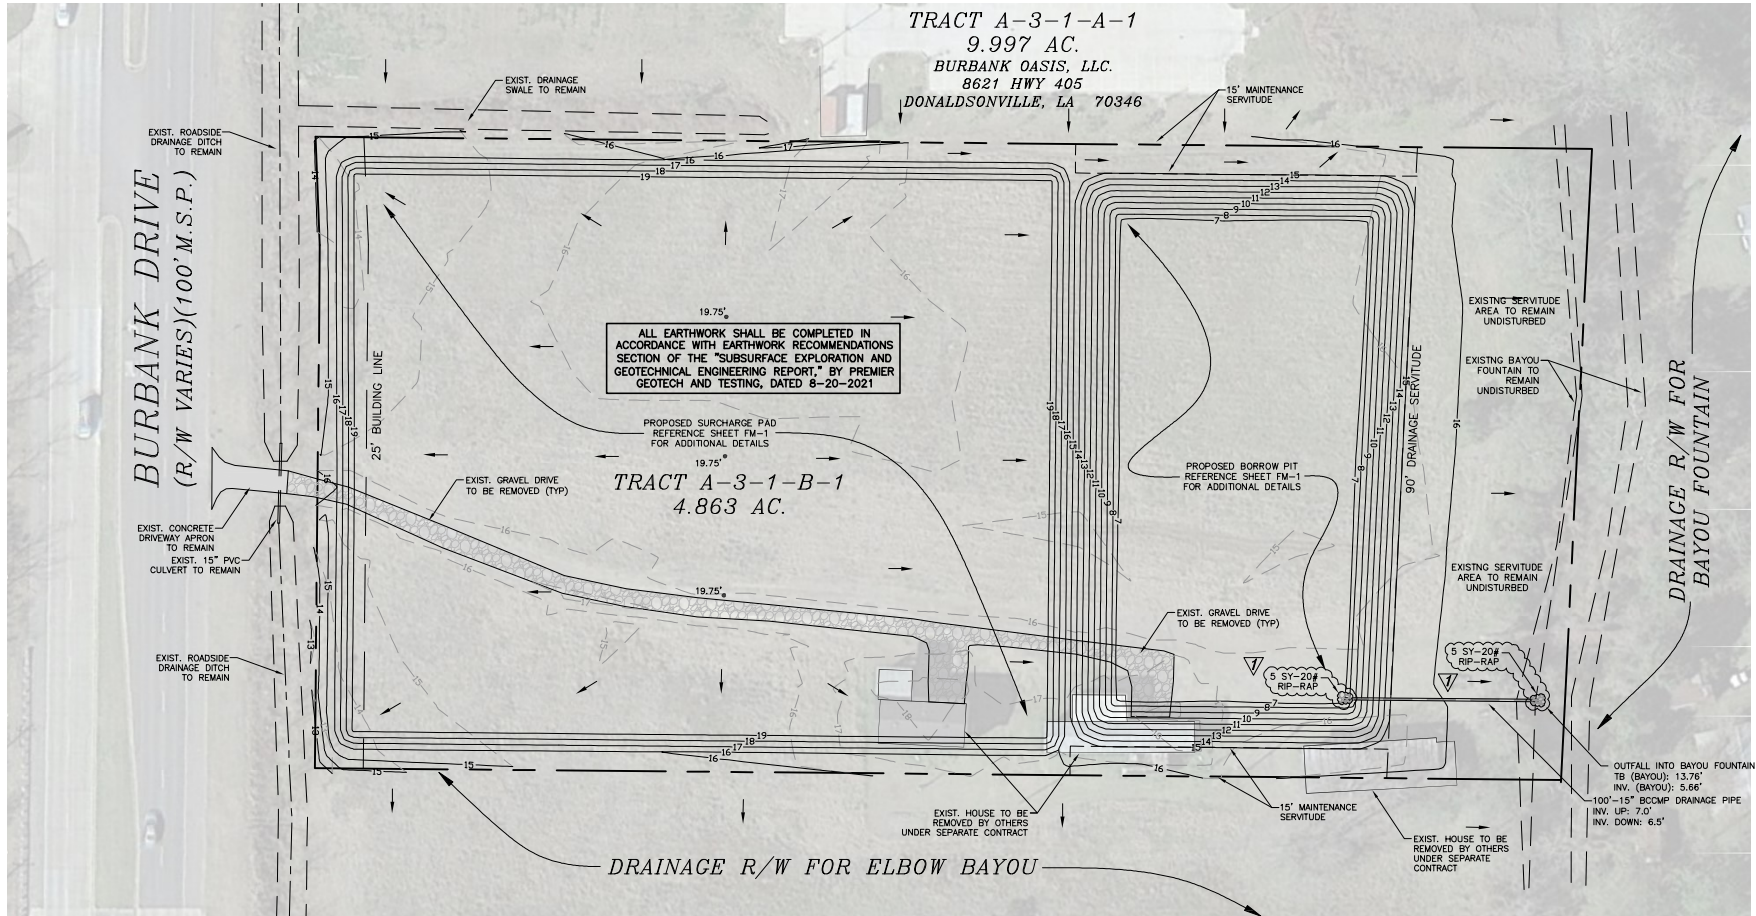 TRACT A-3-1-A-1
9.997 AC.
BURBANK OASIS, LLC.
8621 HWY 405
DONALDSONVILLE, LA 70346
EXIST. DRAINAGE
SWALE TO REMAIN
15' MAINTENANCE
SERVITUDE
EXIST. ROADSIDE
DRAINAGE DITCH
TO REMAIN
BURBANK DRIVE
(R/W VARIES)(100' M.S.P.)
25' BUILDING LINE
19.75'
ALL EARTHWORK SHALL BE COMPLETED IN
ACCORDANCE WITH EARTHWORK RECOMMENDATIONS
SECTION OF THE "SUBSURFACE EXPLORATION AND
GEOTECHNICAL ENGINEERING REPORT," BY PREMIER
GEOTECH AND TESTING, DATED 8-20-2021
PROPOSED SURCHARGE PAD
REFERENCE SHEET FM-1
FOR ADDITIONAL DETAILS
19.75'
TRACT A-3-1-B-1
4.863 AC.
EXIST. GRAVEL DRIVE
TO BE REMOVED (TYP)
PROPOSED BORROW PIT
REFERENCE SHEET FM-1
FOR ADDITIONAL DETAILS
90' DRAINAGE SERVITUDE
EXISTNG SERVITUDE
AREA TO REMAIN
UNDISTURBED
EXISTNG BAYOU
FOUNTAIN TO
REMAIN
UNDISTURBED
DRAINAGE R/W FOR
BAYOU FOUNTAIN
EXIST. CONCRETE
DRIVEWAY APRON
TO REMAIN
EXIST. 15" PVC
CULVERT TO REMAIN
EXISTNG SERVITUDE
AREA TO REMAIN
UNDISTURBED
19.75'
EXIST. GRAVEL DRIVE
TO BE REMOVED (TYP)
EXIST. ROADSIDE
DRAINAGE DITCH
TO REMAIN
1
5 SY-20#
RIP-RAP
1
5 SY-20#
RIP-RAP
OUTFALL INTO BAYOU FOUNTAIN
TB (BAYOU): 13.76'
INV. (BAYOU): 5.66'
100'-15" BCCMP DRAINAGE PIPE
INV. UP: 7.0'
INV. DOWN: 6.5'
EXIST. HOUSE TO BE
REMOVED BY OTHERS
UNDER SEPARATE CONTRACT
15' MAINTENANCE
SERVITUDE
EXIST. HOUSE TO BE
REMOVED BY OTHERS
UNDER SEPARATE
CONTRACT
DRAINAGE R/W FOR ELBOW BAYOU